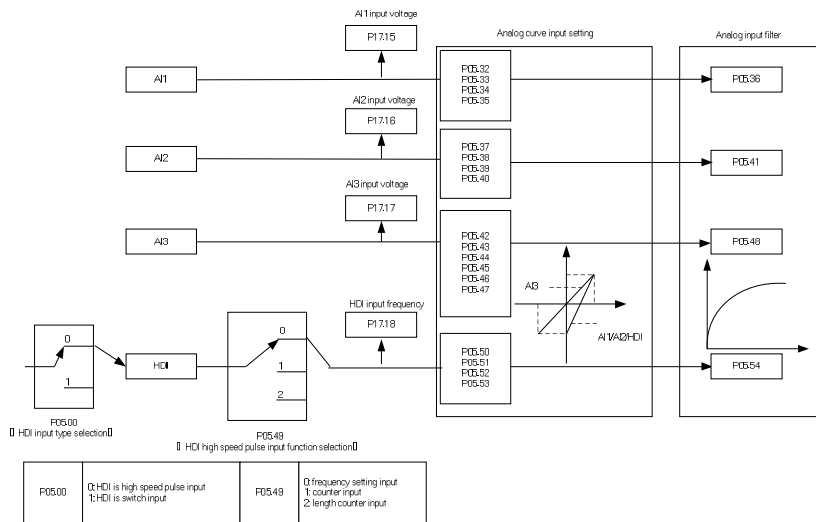 AI1 input voltage
P17.15
Analog curve input setting
Analog input filter
AI1
P05.32
P05.33
P05.34
P05.35
P05.36
AI2 input voltage
P17.16
AI2
P05.37
P05.38
P05.39
P05.40
P05.41
AI3 input voltage
P17.17
AI3
P05.42
P05.43
P05.44
P05.45
P05.46
P05.47
P05.48
AI3
AI1/AI2/HDI
HDI input frequency
P17.18
0
1
HDI
0
1
2
P05.50
P05.51
P05.52
P05.53
P05.54
P05.00
HDI input type selection
P05.49
HDI high speed pulse input function selection
P05.00
0: HDI is high speed pulse input
1: HDI is switch input
P05.49
0: frequency setting input
1: counter input
2: length counter input